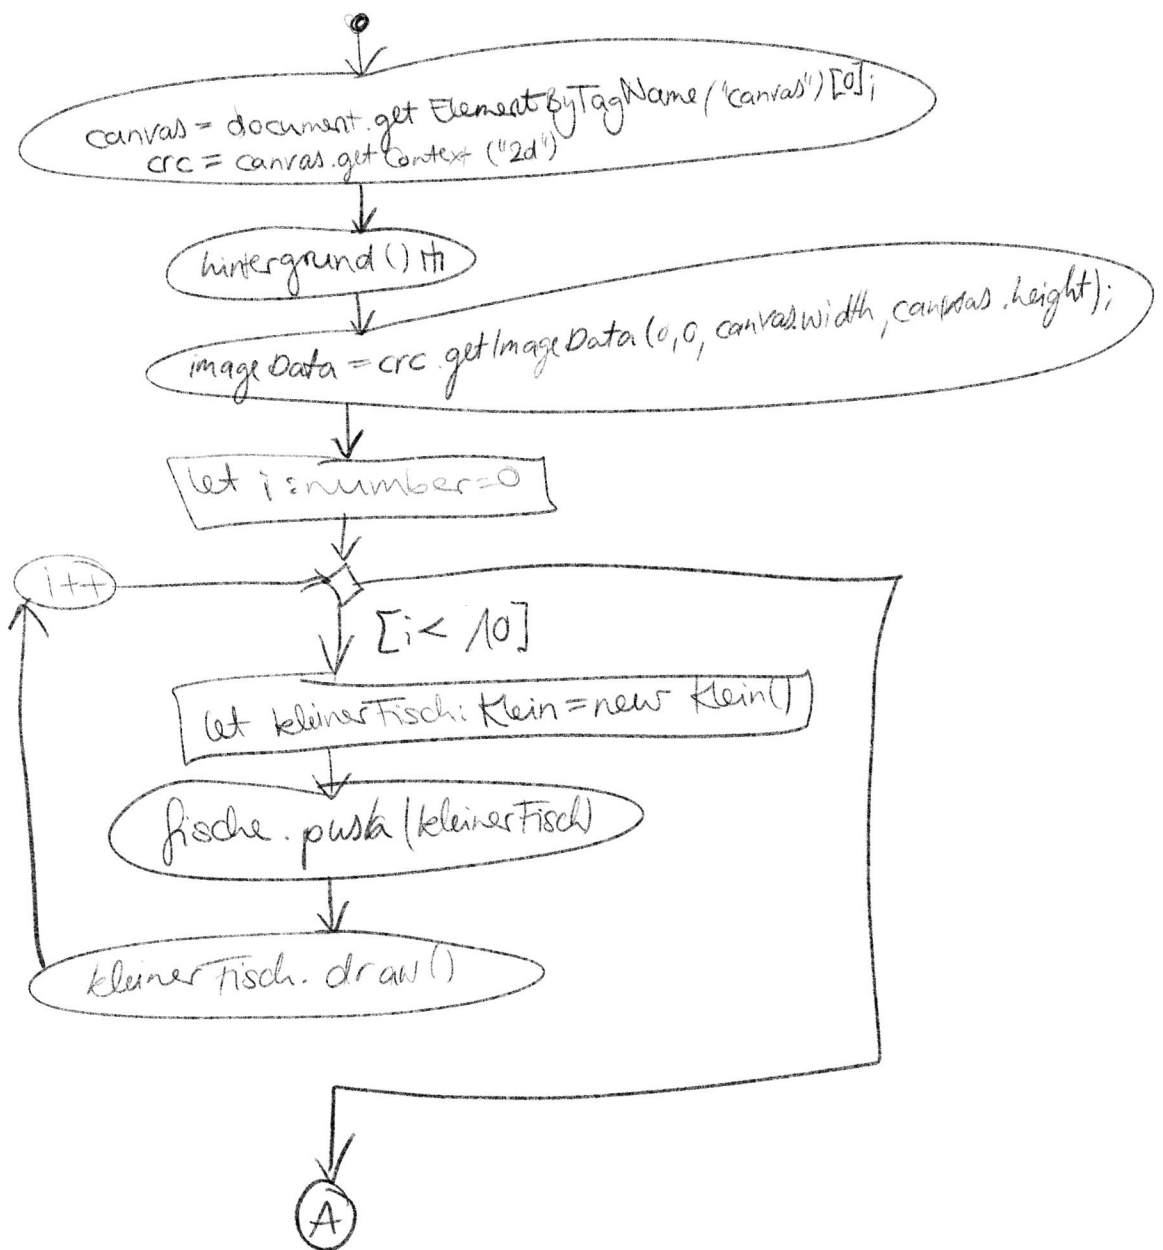 canvas = document.getElementByTagName("canvas")[0];
crc = canvas.getContext("2d")
hintergrund()
imageData = crc.getImageData(0,0, canvas.width, canvas.height);
let i:number=0
i++
[i< 10]
let kleinerFisch: Klein = new Klein()
fische.push(kleinerFisch)
kleinerFisch.draw()
A